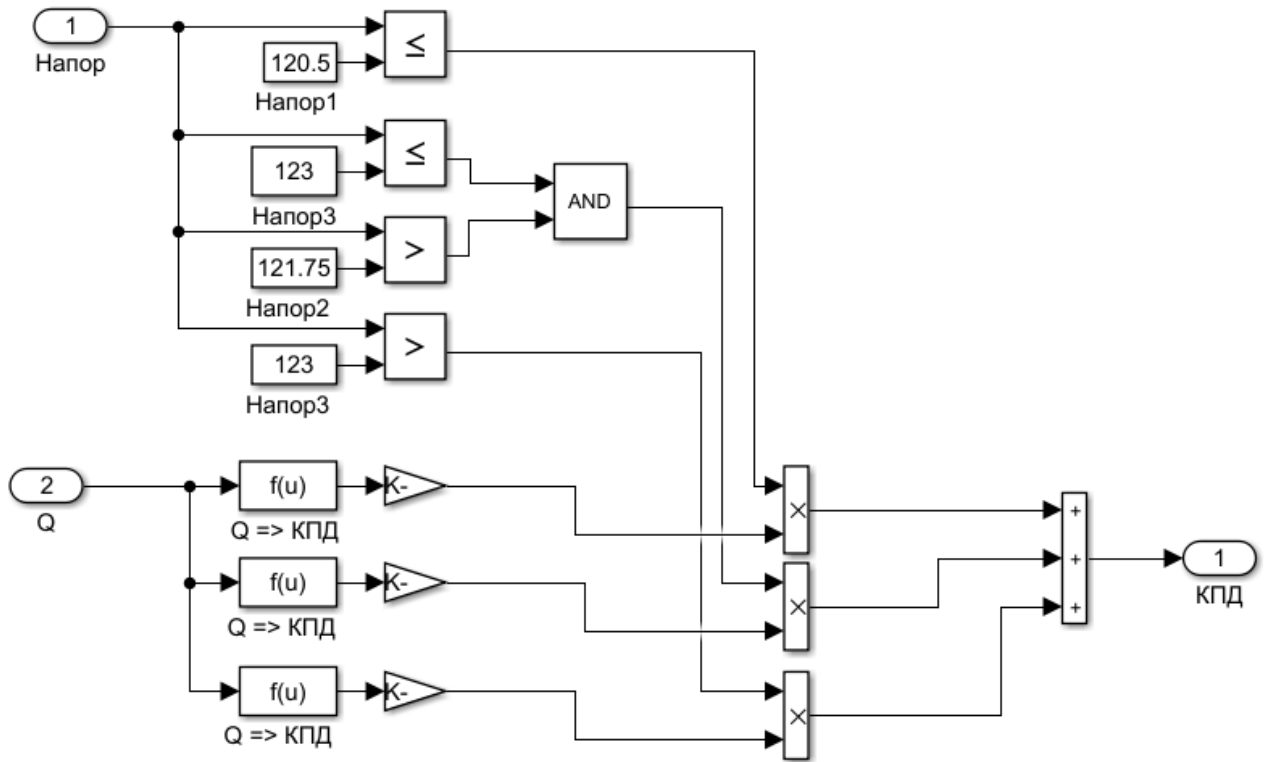 1
Напор
≤
120.5
Напор1
≤
123
Напор3
AND
>
121.75
Напор2
>
123
Напор3
2
Q
f(u)
K-
Q => КПД
f(u)
K-
Q => КПД
f(u)
K-
Q => КПД
×
×
×
+
+
+
1
КПД